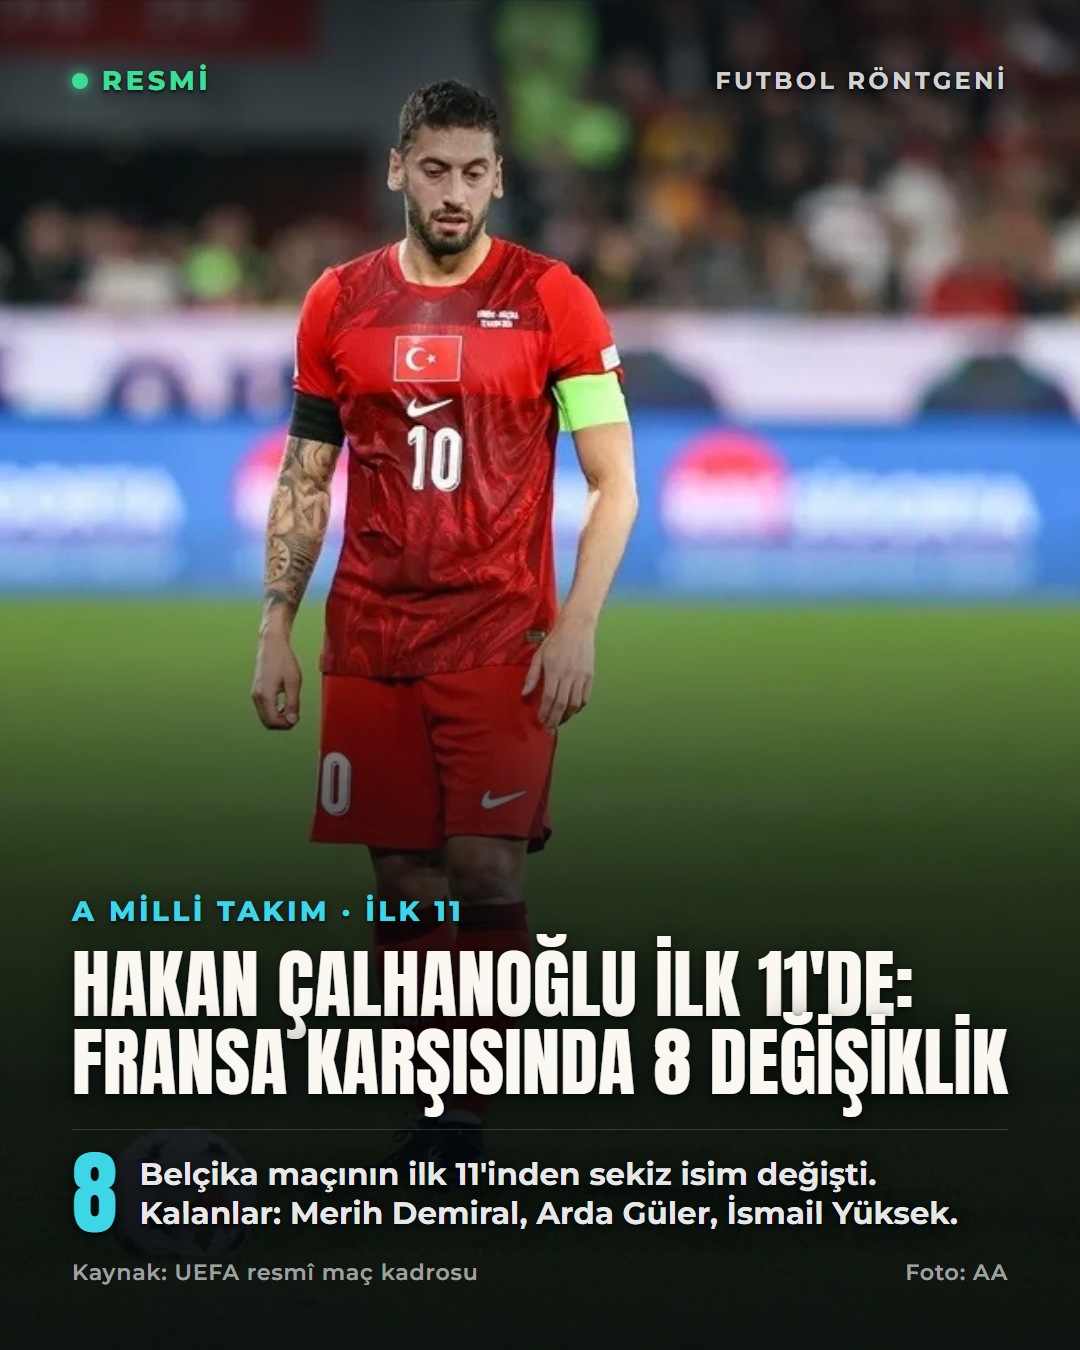 RESMİ
FUTBOL RÖNTGENİ
10
0
A MİLLİ TAKIM · İLK 11
HAKAN ÇALHANOĞLU İLK 11'DE:
FRANSA KARŞISINDA 8 DEĞİŞİKLİK
8
Belçika maçının ilk 11'inden sekiz isim değişti.
Kalanlar: Merih Demiral, Arda Güler, İsmail Yüksek.
Kaynak: UEFA resmî maç kadrosu
Foto: AA